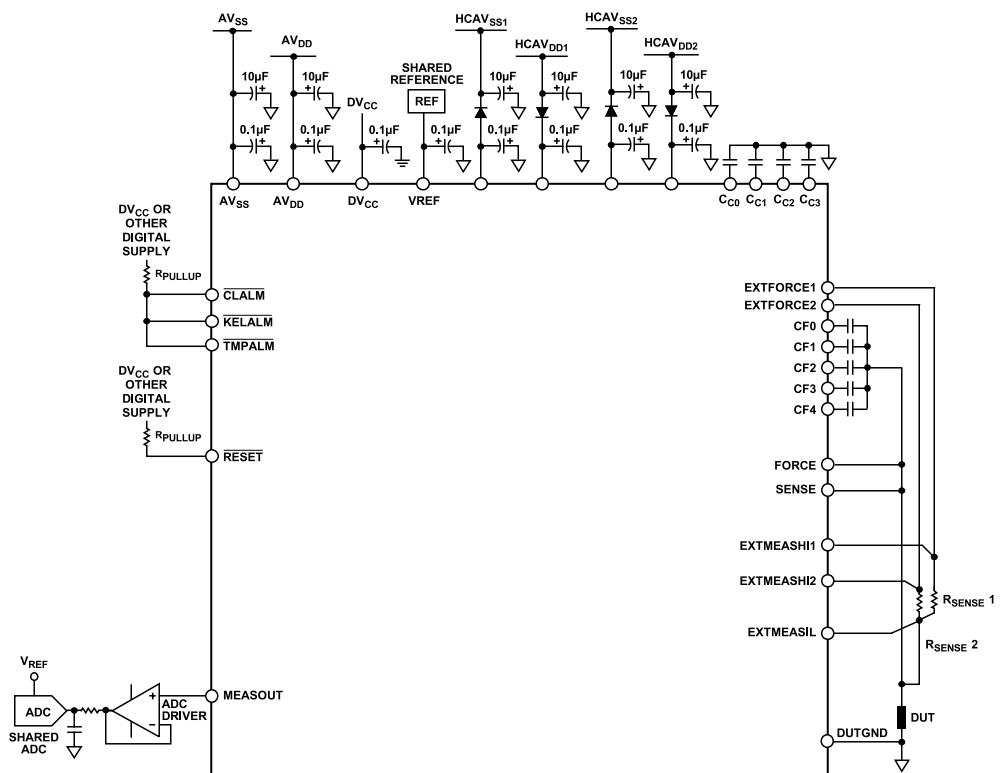 AVSS
AVDD
HCAVSS1
HCAVDD1
HCAVSS2
HCAVDD2
SHARED
REFERENCE
REF
DVCC
10µF
10µF
10µF
10µF
10µF
10µF
0.1µF
0.1µF
0.1µF
0.1µF
0.1µF
0.1µF
0.1µF
0.1µF
AVSS
AVDD
DVCC
VREF
CC0
CC1
CC2
CC3
DVCC OR
OTHER
DIGITAL
SUPPLY
RPULLUP
CLALM
KELALM
TMPALM
DVCC OR
OTHER
DIGITAL
SUPPLY
RPULLUP
RESET
EXTFORCE1
EXTFORCE2
CF0
CF1
CF2
CF3
CF4
FORCE
SENSE
EXTMEASHI1
EXTMEASHI2
EXTMEASIL
RSENSE 1
RSENSE 2
VREF
ADC
SHARED
ADC
+
–
ADC
DRIVER
MEASOUT
DUT
DUTGND